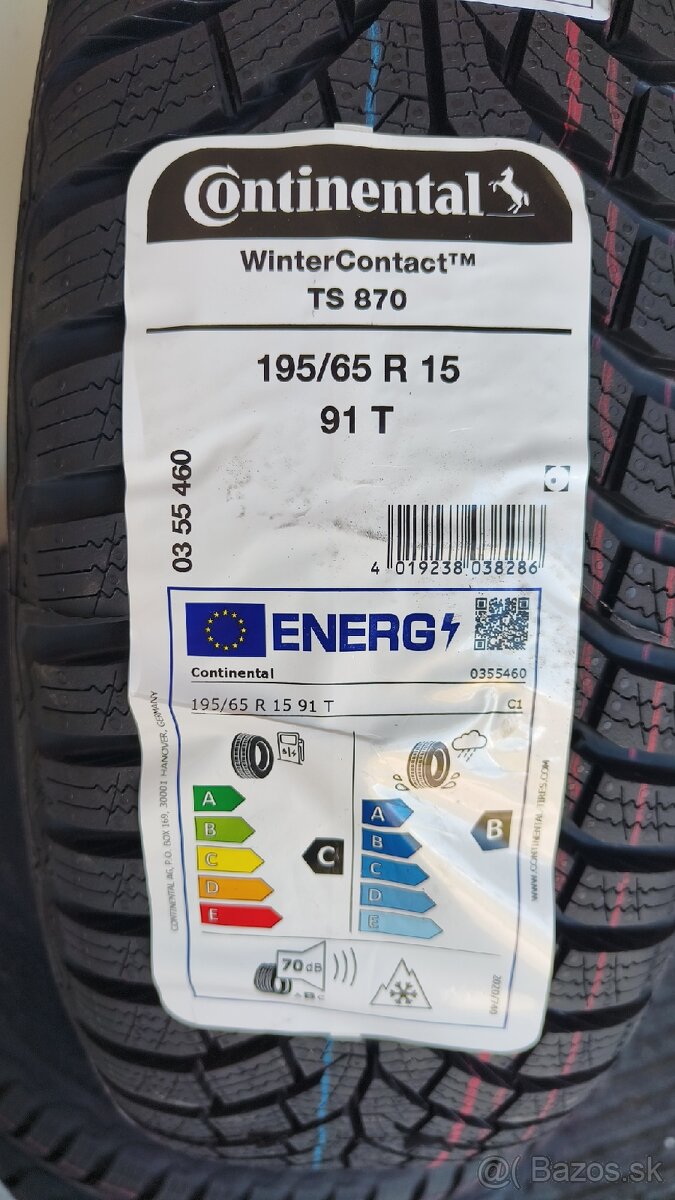 Continental
WinterContact™
TS 870
195/65 R 15
91 T
03 55 460
4 019238 038286
ENERG
Continental 0355460
195/65 R 15 91 T C1
A
B
C
D
E
C
A
B
C
D
E
B
70 dB
ABC
2020/740
CONTINENTAL AG, P.O. BOX 169, 30001 HANOVER, GERMANY
WWW.CONTINENTAL-TIRES.COM
@( Bazos.sk